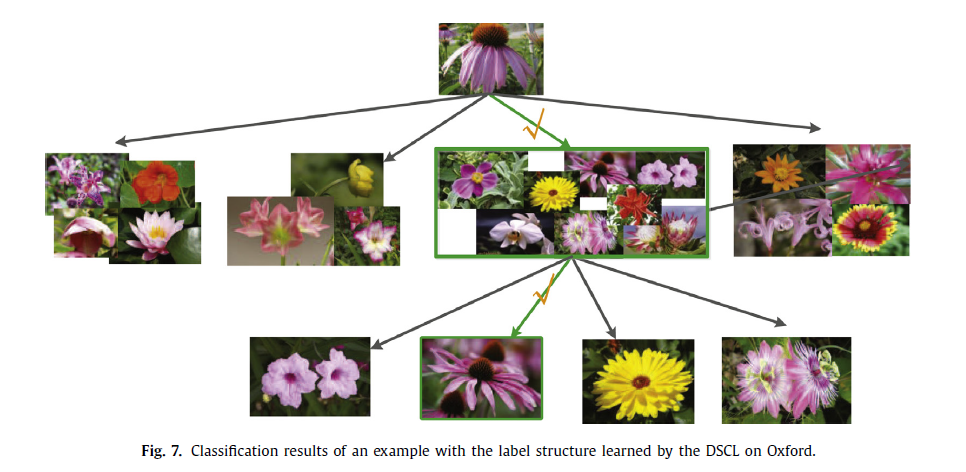 Fig. 7. Classification results of an example with the label structure learned by the DSCL on Oxford.